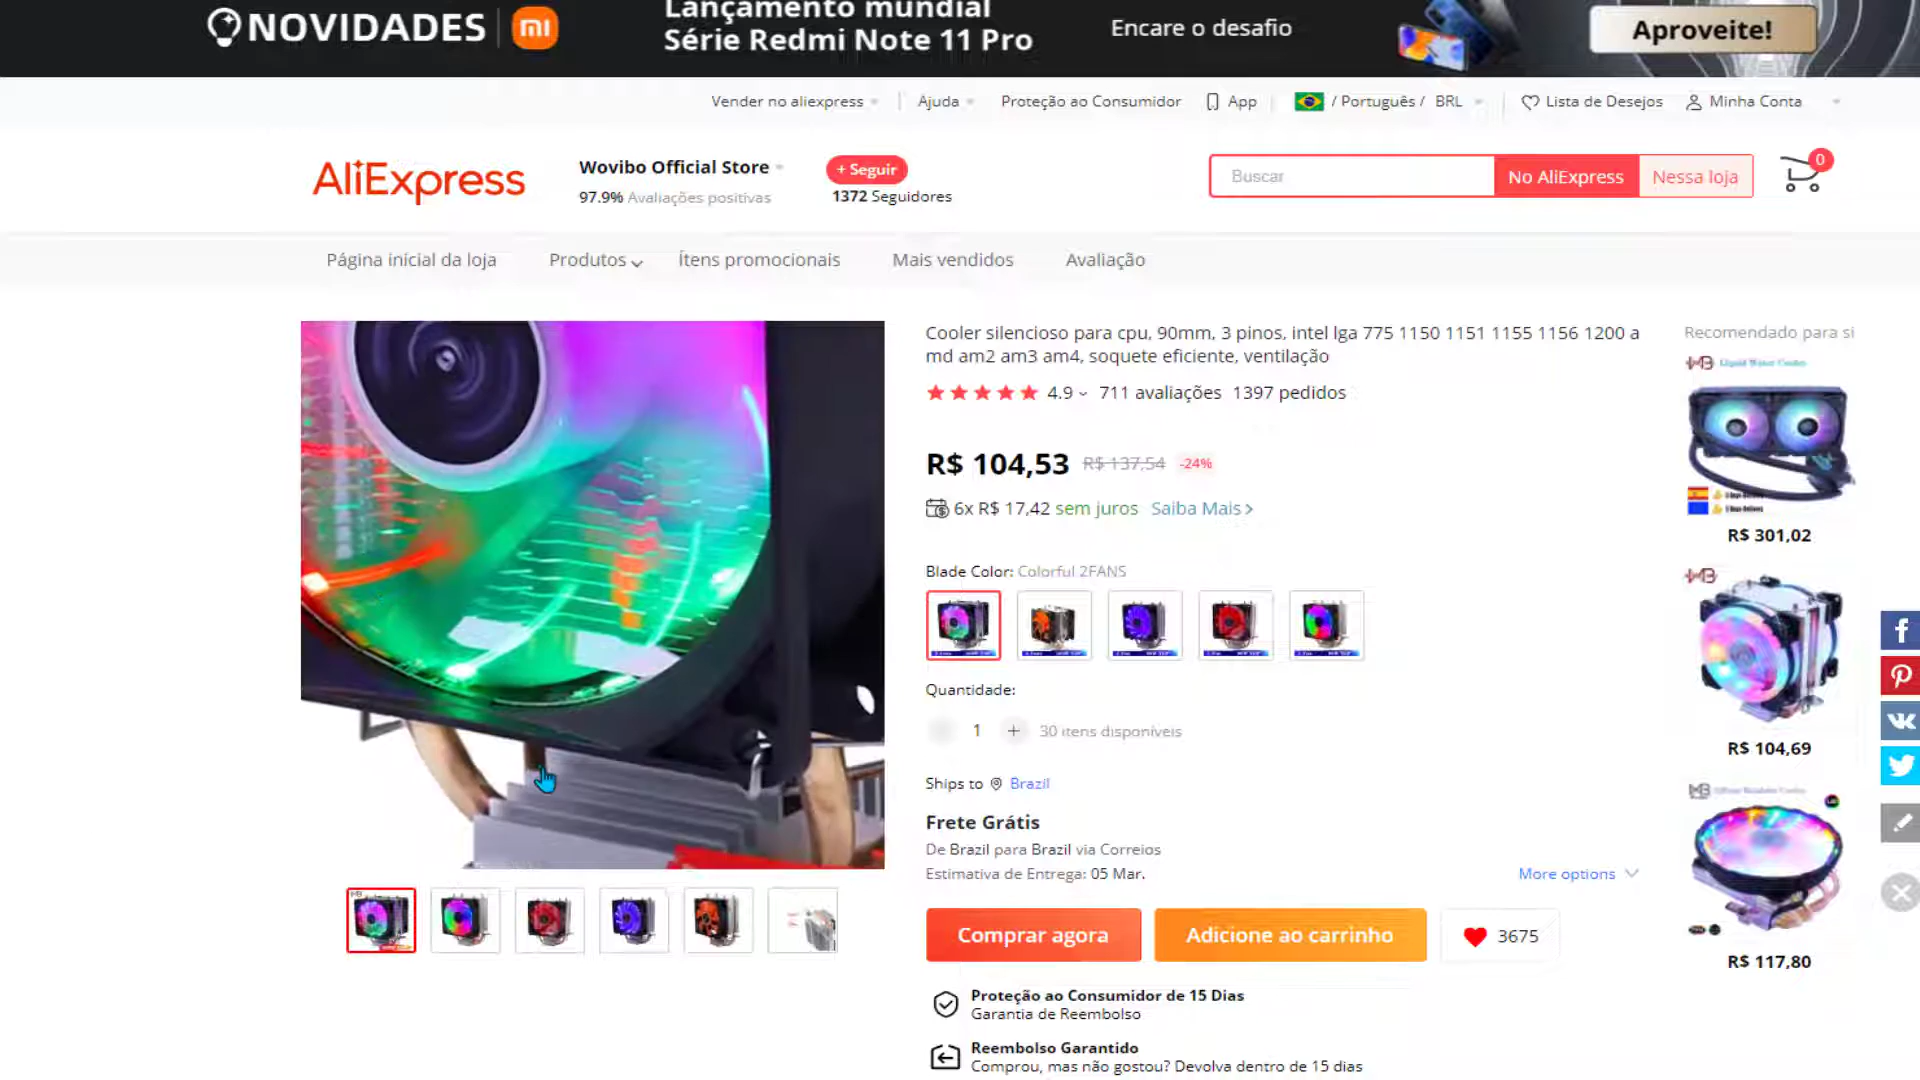 NOVIDADES
Lançamento mundial
Série Redmi Note 11 Pro
Encare o desafio
Aproveite!
Vender no aliexpress
Ajuda
Proteção ao Consumidor
App
/ Português / BRL
Lista de Desejos
Minha Conta
AliExpress
Wovibo Official Store
97.9% Avaliações positivas
+ Seguir
1372 Seguidores
Buscar
No AliExpress
Nessa loja
0
Página inicial da loja
Produtos
Ítens promocionais
Mais vendidos
Avaliação
Cooler silencioso para cpu, 90mm, 3 pinos, intel lga 775 1150 1151 1155 1156 1200 a
md am2 am3 am4, soquete eficiente, ventilação
4.9
711 avaliações
1397 pedidos
R$ 104,53
R$ 137,54
-24%
6x R$ 17,42 sem juros
Saiba Mais
Blade Color: Colorful 2FANS
Quantidade:
1
+
30 itens disponíveis
Ships to
Brazil
Frete Grátis
De Brazil para Brazil via Correios
Estimativa de Entrega: 05 Mar.
More options
Comprar agora
Adicione ao carrinho
3675
Proteção ao Consumidor de 15 Dias
Garantia de Reembolso
Reembolso Garantido
Comprou, mas não gostou? Devolva dentro de 15 dias
Recomendado para si
R$ 301,02
R$ 104,69
R$ 117,80